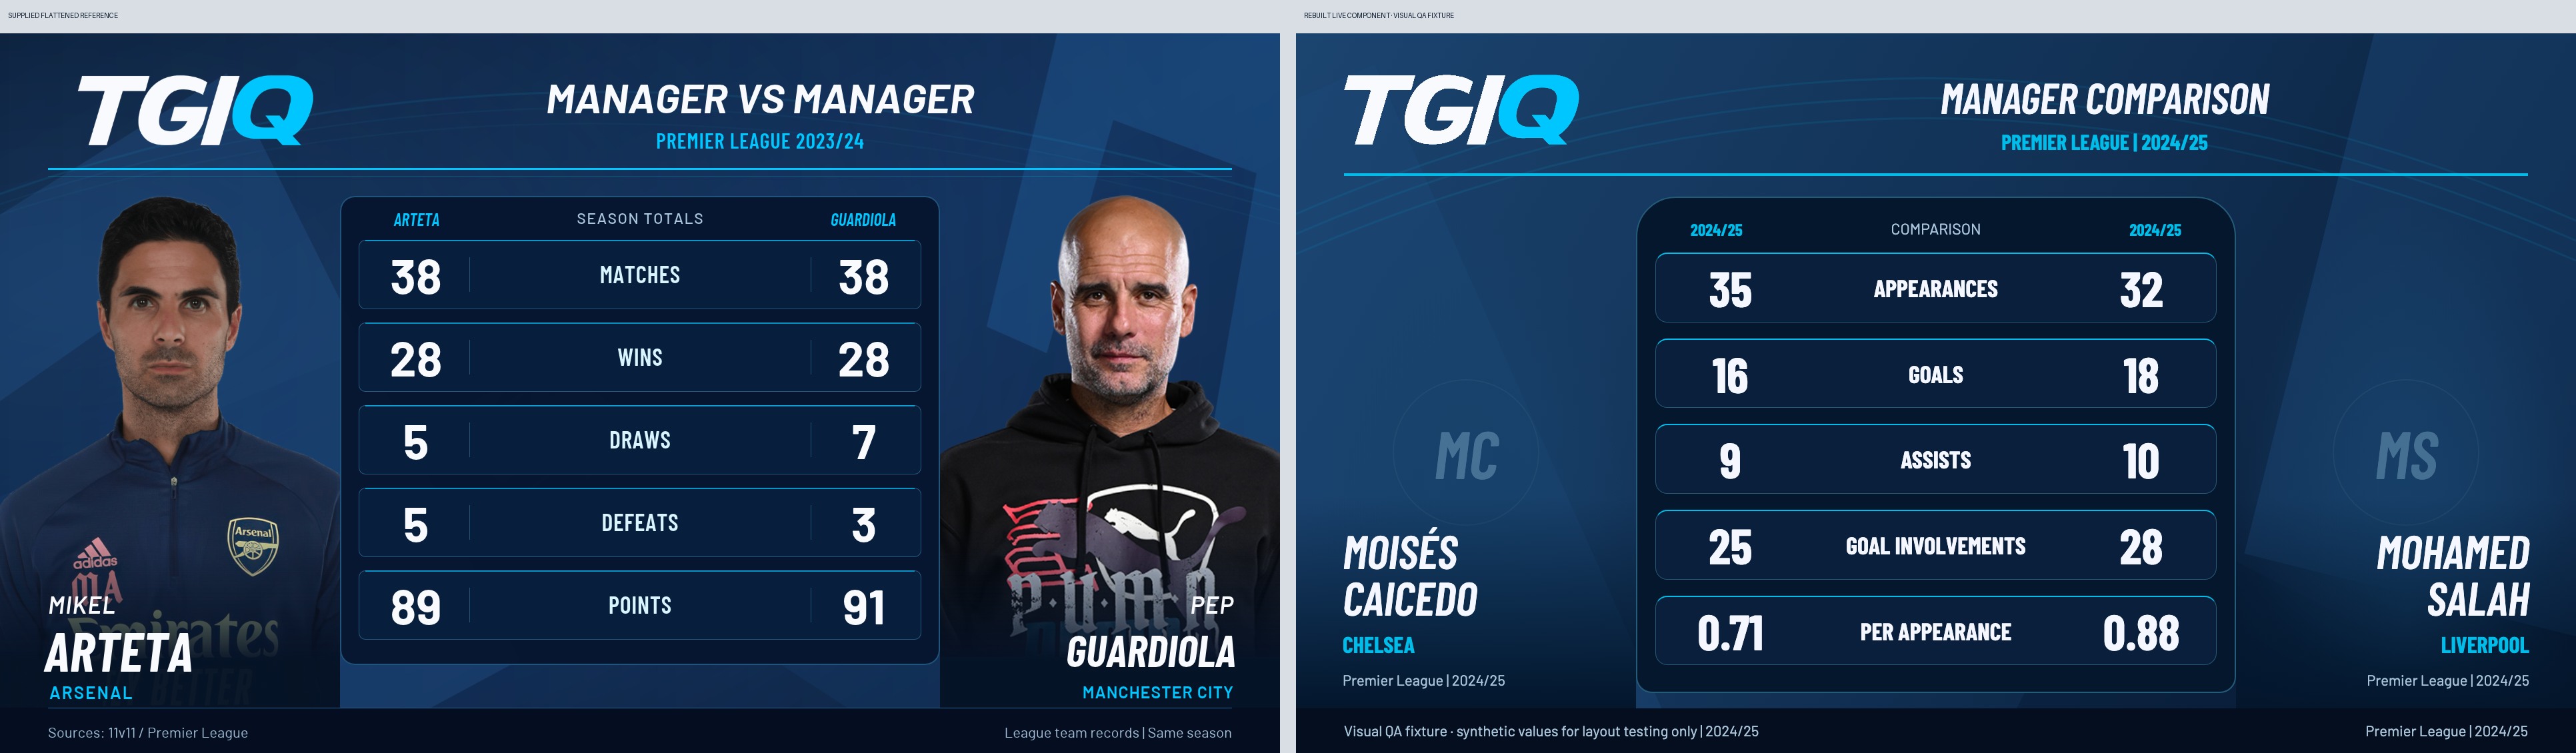 SUPPLIED FLATTENED REFERENCE
TGIQ
MANAGER VS MANAGER
PREMIER LEAGUE 2023/24
ARTETA SEASON TOTALS GUARDIOLA
38 MATCHES 38
28 WINS 28
5 DRAWS 7
5 DEFEATS 3
89 POINTS 91
adidas
MA
Arsenal
Emirates
BETTER
MIKEL
ARTETA
ARSENAL
puma
PEP
GUARDIOLA
MANCHESTER CITY
Sources: 11v11 / Premier League
League team records | Same season
REBUILT LIVE COMPONENT · VISUAL QA FIXTURE
TGIQ
MANAGER COMPARISON
PREMIER LEAGUE | 2024/25
2024/25 COMPARISON 2024/25
35 APPEARANCES 32
16 GOALS 18
9 ASSISTS 10
25 GOAL INVOLVEMENTS 28
0.71 PER APPEARANCE 0.88
MC
MOISÉS
CAICEDO
CHELSEA
Premier League | 2024/25
MS
MOHAMED
SALAH
LIVERPOOL
Premier League | 2024/25
Visual QA fixture · synthetic values for layout testing only | 2024/25
Premier League | 2024/25